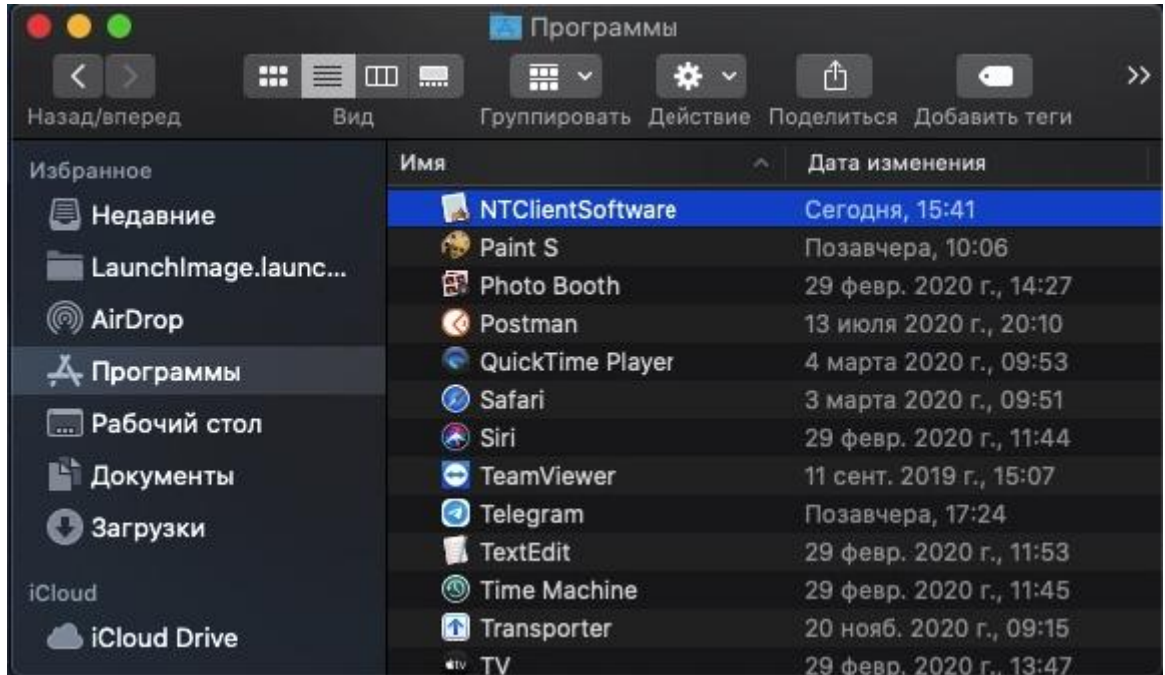 Программы
Назад/вперед Вид Группировать Действие Поделиться Добавить теги
Избранное
Недавние
LaunchImage.launc...
AirDrop
Программы
Рабочий стол
Документы
Загрузки
iCloud
iCloud Drive
Имя Дата изменения
NTClientSoftware Сегодня, 15:41
Paint S Позавчера, 10:06
Photo Booth 29 февр. 2020 г., 14:27
Postman 13 июля 2020 г., 20:10
QuickTime Player 4 марта 2020 г., 09:53
Safari 3 марта 2020 г., 09:51
Siri 29 февр. 2020 г., 11:44
TeamViewer 11 сент. 2019 г., 15:07
Telegram Позавчера, 17:24
TextEdit 29 февр. 2020 г., 11:53
Time Machine 29 февр. 2020 г., 11:45
Transporter 20 нояб. 2020 г., 09:15
TV 29 февр. 2020 г., 13:47